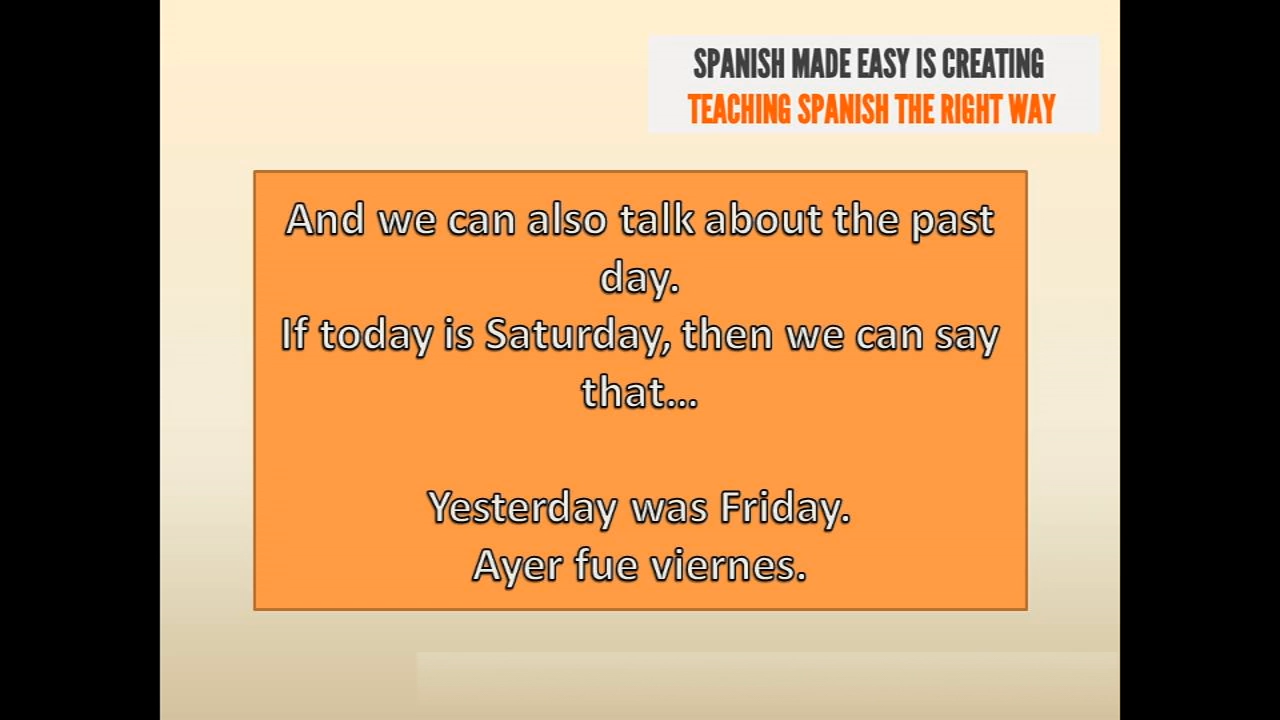 SPANISH MADE EASY IS CREATING
TEACHING SPANISH THE RIGHT WAY
And we can also talk about the past
day.
If today is Saturday, then we can say
that...
Yesterday was Friday.
Ayer fue viernes.